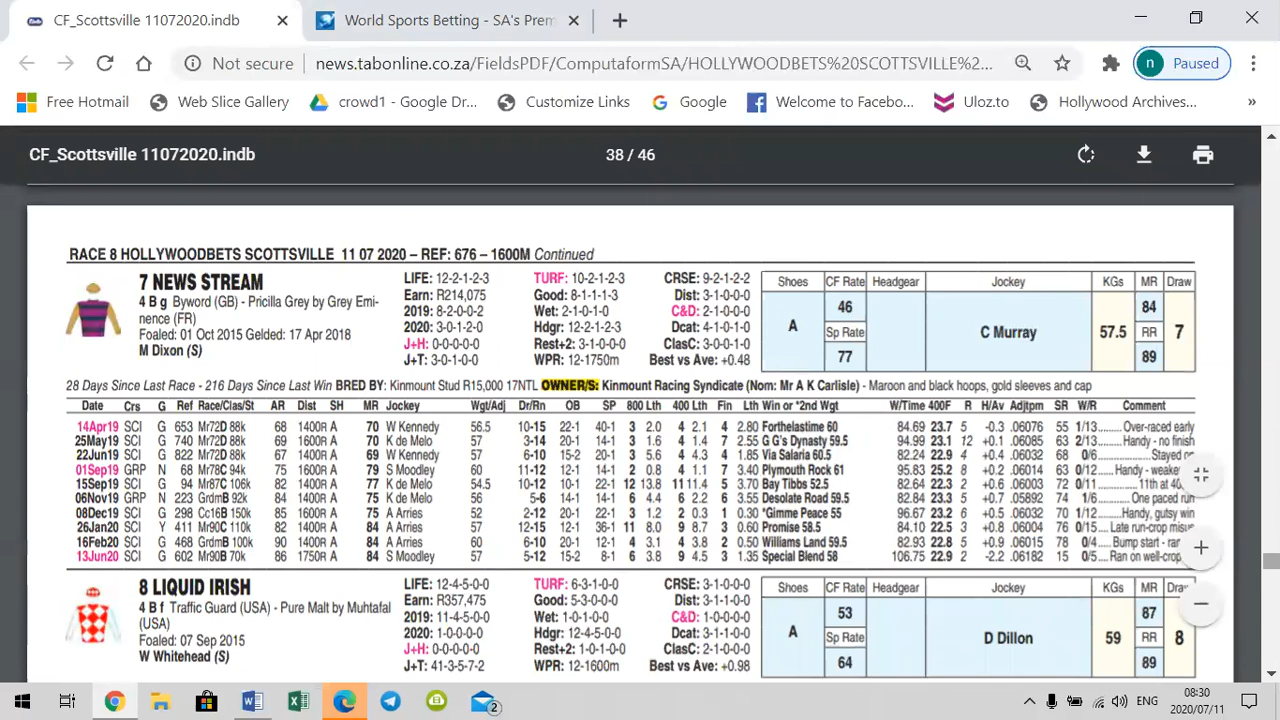 CF_Scottsville 11072020.indb
World Sports Betting - SA's Prem
Not secure
news.tabonline.co.za/FieldsPDF/ComputaformSA/HOLLYWOODBETS%20SCOTTSVILLE%2...
n Paused
Free Hotmail Web Slice Gallery crowd1 - Google Dr... Customize Links Google Welcome to Facebo... Uloz.to Hollywood Archives... »
CF_Scottsville 11072020.indb
38 / 46
RACE 8 HOLLYWOODBETS SCOTTSVILLE 11 07 2020 – REF: 676 – 1600M Continued
7 NEWS STREAM
4 B g Byword (GB) - Pricilla Grey by Grey Emi-
nence (FR)
Foaled: 01 Oct 2015 Gelded: 17 Apr 2018
M Dixon (S)
LIFE: 12-2-1-2-3 TURF: 10-2-1-2-3 CRSE: 9-2-1-2-2
Earn: R214,075 Good: 8-1-1-1-3 Dist: 3-1-0-0-0
2019: 8-2-0-0-2 Wet: 2-1-0-1-0 C&D: 2-1-0-0-0
2020: 3-0-1-2-0 Hdgr: 12-2-1-2-3 Dcat: 4-1-0-1-1
J+H: 0-0-0-0-0 Rest+2: 3-1-0-1-0 ClasC: 3-0-0-1-1
J+T: 3-0-1-0-0 WPR: 12-1750m Best vs Ave: +0.48
Shoes CF Rate Headgear Jockey KGs MR Draw
A 46 C Murray 57.5 84 7
Sp Rate RR
77 89
28 Days Since Last Race - 216 Days Since Last Win BRED BY: Kinmount Stud R15,000 17NTL OWNER/S: Kinmount Racing Syndicate (Nom: Mr A K Carlisle) - Maroon and black hoops, gold sleeves and cap
Date Crs G Ref Race/Clas/St AR Dist SH MR Jockey Wgt/Adj Dr/Rn OB SP 800 Lth 400 Lth Fin Lth Win or *2nd Wgt W/Time 400F R H/Av Adjtpm SR W/R Comment
14Apr19 SCI G 653 Mr72D 88k 68 1400R A 70 W Kennedy 56.5 10-15 22-1 40-1 3 2.0 4 2.1 4 2.80 Forthelastime 60 84.69 23.7 5 -0.3 .06076 55 1/13 Over-raced early
25May19 SCI G 740 Mr72D 88k 69 1400R A 70 K de Melo 57 3-14 20-1 14-1 3 1.6 4 1.4 7 2.55 G G's Dynasty 59.5 94.99 23.1 12 +0.1 .06085 63 2/13 Handy - no finish
22Jun19 SCI G 822 Mr72D 88k 67 1400R A 69 W Kennedy 57 6-10 15-2 20-1 3 5.6 4 4.3 4 1.85 Via Salaria 60.5 82.24 22.9 4 +0.4 .06032 68 0/12 Stayed on
01Sep19 GRP N 68 Mr78C 94k 75 1600R A 79 S Moodley 60 11-12 12-1 14-1 2 0.8 4 1.1 7 3.40 Plymouth Rock 61 95.83 25.2 8 +0.2 .06014 63 0/12 Handy - weake
15Sep19 SCI G 94 Mr87C 106k 82 1400R A 77 K de Melo 54.5 10-12 10-1 22-1 12 13.8 11 11.4 5 3.70 Bay Tibbs 52.5 82.64 22.3 2 +0.6 .06003 72 0/11 11th at 40
06Nov19 GRP N 223 GrdmB 92k 84 1400R A 75 K de Melo 56 5-6 14-1 14-1 6 4.4 6 2.2 6 3.55 Desolate Road 59.5 82.84 23.3 5 +0.7 .05892 74 1/6 One paced run
08Dec19 SCI G 298 Cc16B 150k 75 1600R A 75 A Arries 52 2-12 20-1 12-1 3 1.2 2 0.3 1 0.30 *Gimme Peace 55 96.67 23.2 6 +0.5 .06032 70 1/12 Handy, gutsy win
26Jan20 SCI Y 411 Mr90C 110k 82 1400R A 84 A Arries 57 12-15 12-1 36-1 11 8.0 9 8.7 3 0.60 Promise 58.5 84.10 22.5 3 +0.8 .06004 76 0/15 Late run-crop misu
16Feb20 SCI G 468 GrdmB 100k 90 1400R A 84 A Arries 57 6-10 20-1 12-1 4 3.1 4 3.8 2 0.50 Williams Land 59.5 82.93 22.8 5 +0.9 .06015 78 0/4 Bump start - ran
13Jun20 SCI G 602 Mr90B 70k 86 1750R A 84 S Moodley 57 5-12 15-2 8-1 6 3.8 9 4.5 3 1.35 Special Blend 58 106.75 22.9 2 -2.2 .06182 15 0/5 Ran on well-crop
8 LIQUID IRISH
4 B f Traffic Guard (USA) - Pure Malt by Muhtafal
(USA)
Foaled: 07 Sep 2015
W Whitehead (S)
LIFE: 12-4-5-0-0 TURF: 6-3-1-0-0 CRSE: 3-1-1-0-0
Earn: R357,475 Good: 5-3-0-0-0 Dist: 3-1-1-0-0
2019: 11-4-5-0-0 Wet: 1-0-1-0-0 C&D: 1-0-0-0-0
2020: 1-0-0-0-0 Hdgr: 12-4-5-0-0 Dcat: 3-1-1-0-0
J+H: 0-0-0-0-0 Rest+2: 1-0-1-0-0 ClasC: 2-1-1-0-0
J+T: 41-3-5-7-2 WPR: 12-1600m Best vs Ave: +0.98
Shoes CF Rate Headgear Jockey KGs MR Draw
A 53 D Dillon 59 87 8
Sp Rate RR
64 89
2
ENG
08:30
2020/07/11